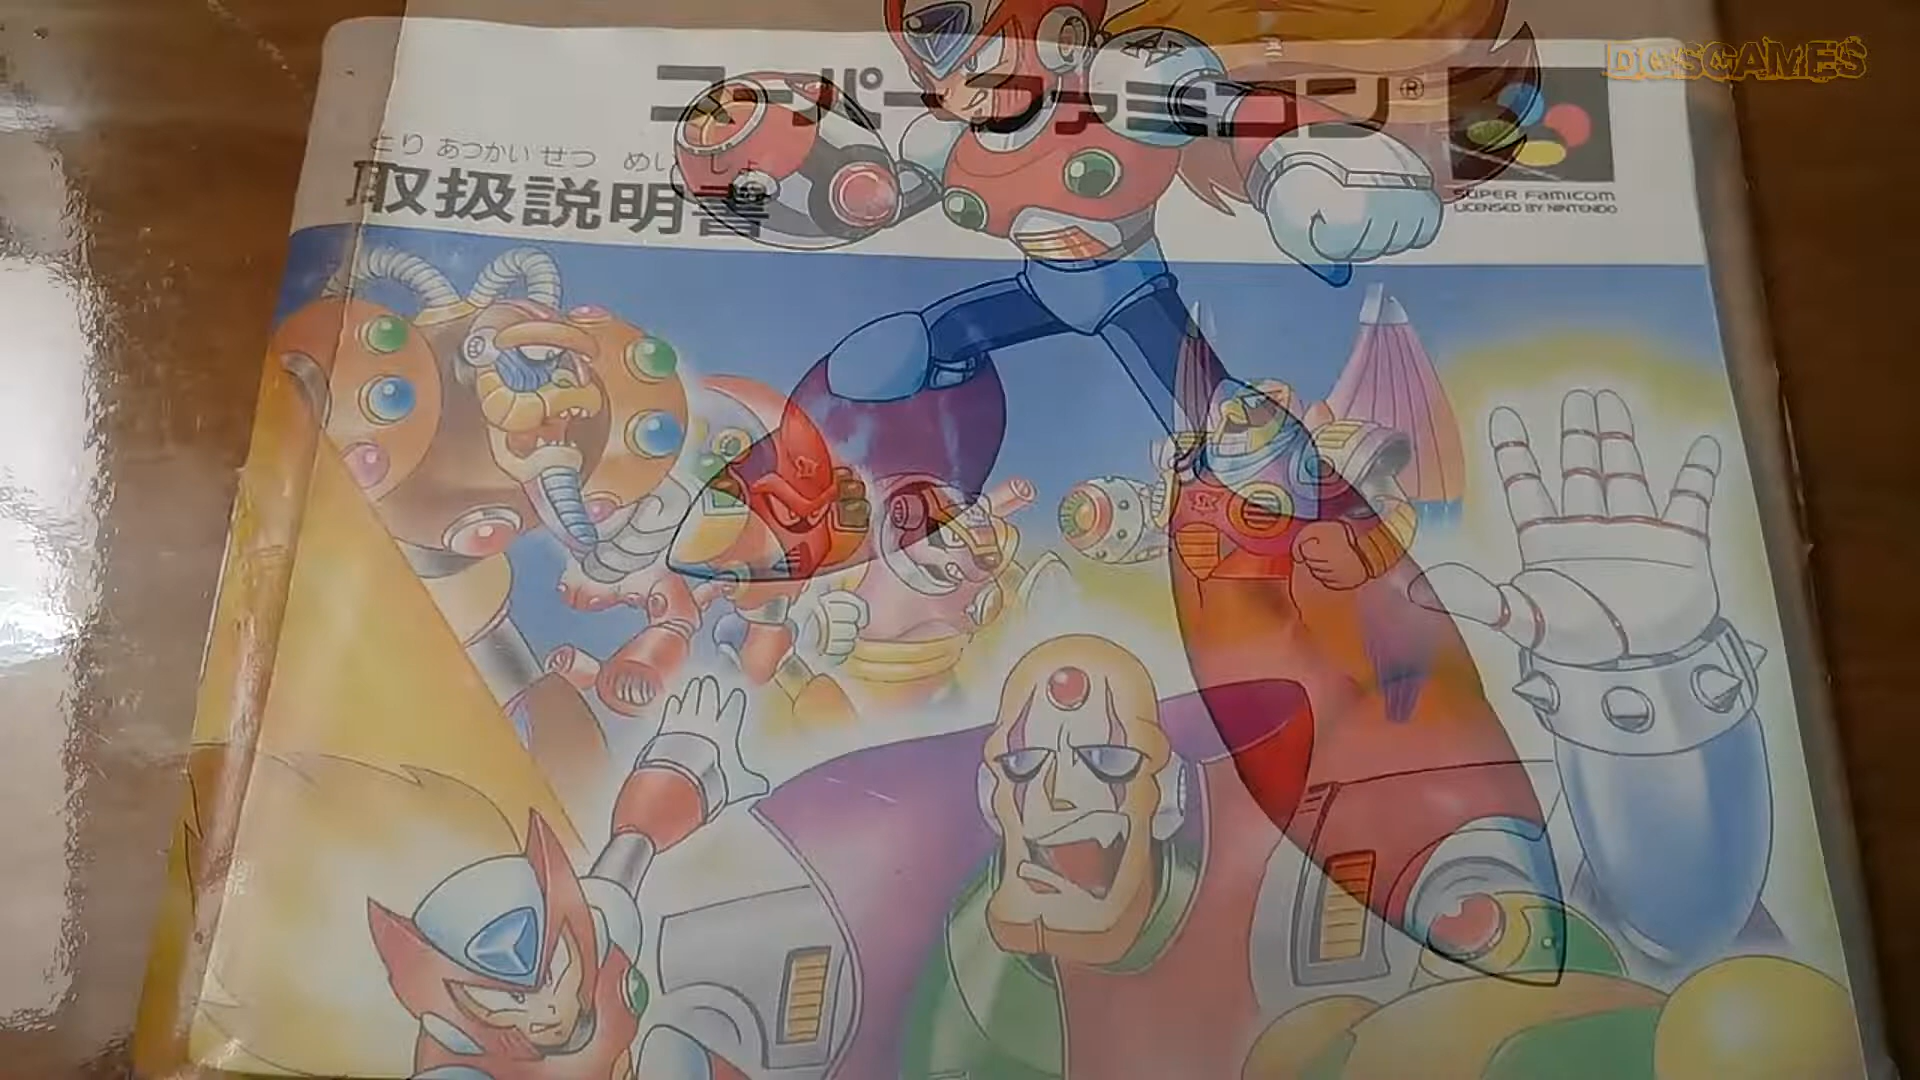 DCSGAMES
スーパーファミコン®
とり あつかい せつ めい しょ
取扱説明書
SUPER FAMICOM
LICENSED BY NINTENDO